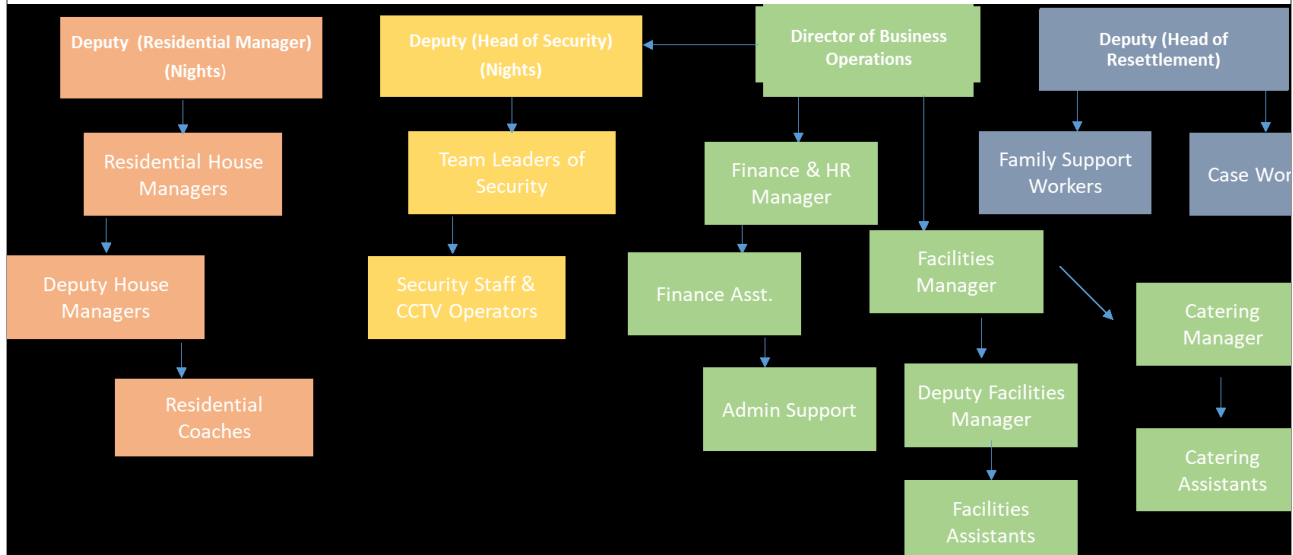 Deputy (Residential Manager)
(Nights)
Deputy (Head of Security)
(Nights)
Director of Business
Operations
Deputy (Head of
Resettlement)
Residential House
Managers
Team Leaders of
Security
Finance & HR
Manager
Family Support
Workers
Case
Deputy House
Managers
Security Staff &
CCTV Operators
Finance Asst.
Facilities
Manager
Catering
Manager
Residential
Coaches
Admin Support
Deputy Facilities
Manager
Catering
Assistants
Facilities
Assistants